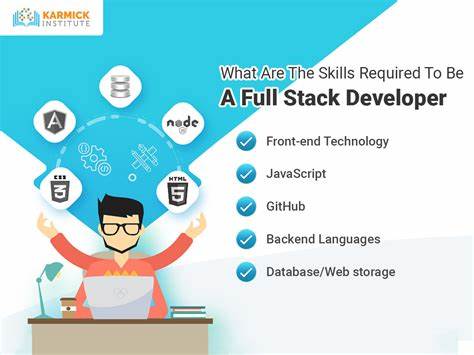 KARMICK
INSTITUTE
What Are The Skills Required To Be
A Full Stack Developer
node
JS
CSS
3
HTML
5
A
Front-end Technology
JavaScript
GitHub
Backend Languages
Database/Web storage